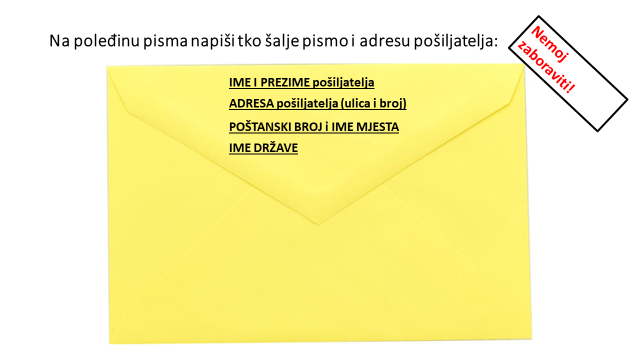 Na poleđinu pisma napiši tko šalje pismo i adresu pošiljatelja:
Nemoj
zaboraviti!
IME I PREZIME pošiljatelja
ADRESA pošiljatelja (ulica i broj)
POŠTANSKI BROJ i IME MJESTA
IME DRŽAVE